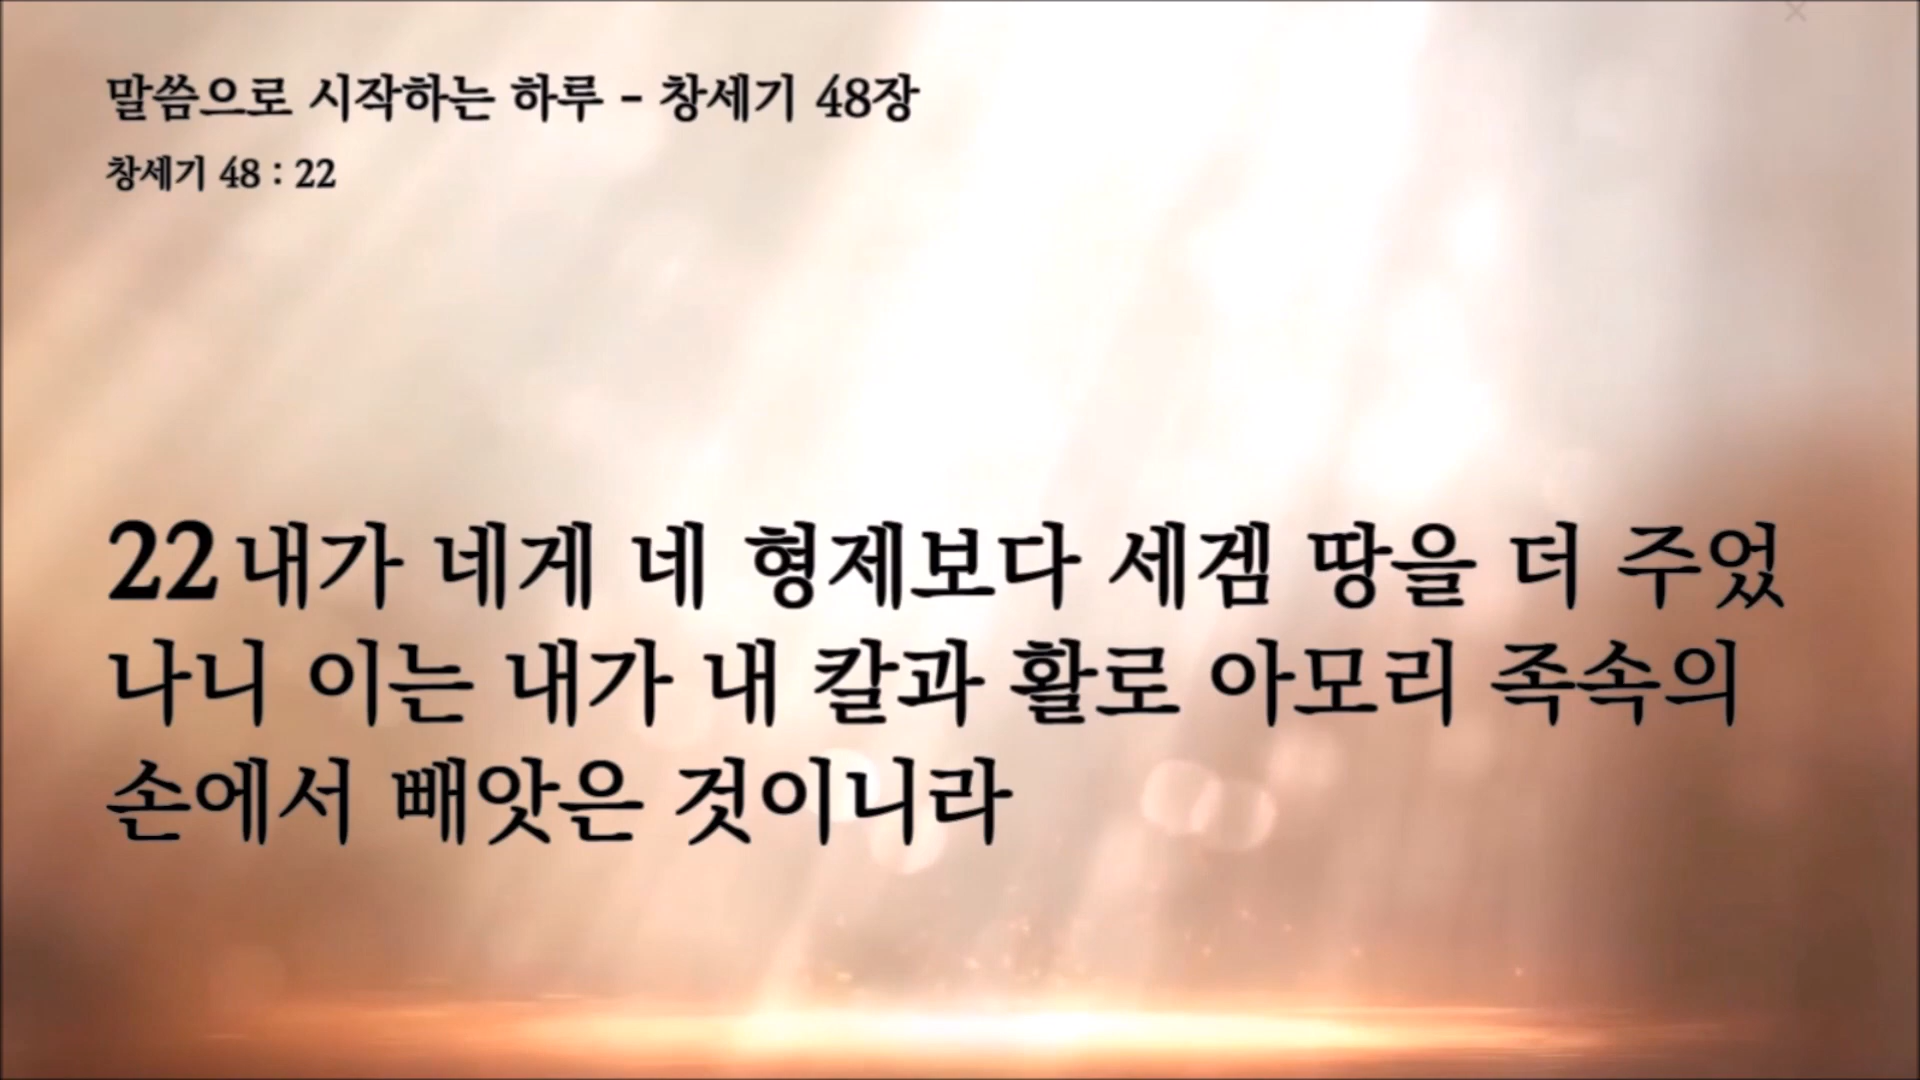 말씀으로 시작하는 하루 - 창세기 48장
창세기 48 : 22
22 내가 네게 네 형제보다 세겜 땅을 더 주었
나니 이는 내가 내 칼과 활로 아모리 족속의
손에서 빼앗은 것이니라